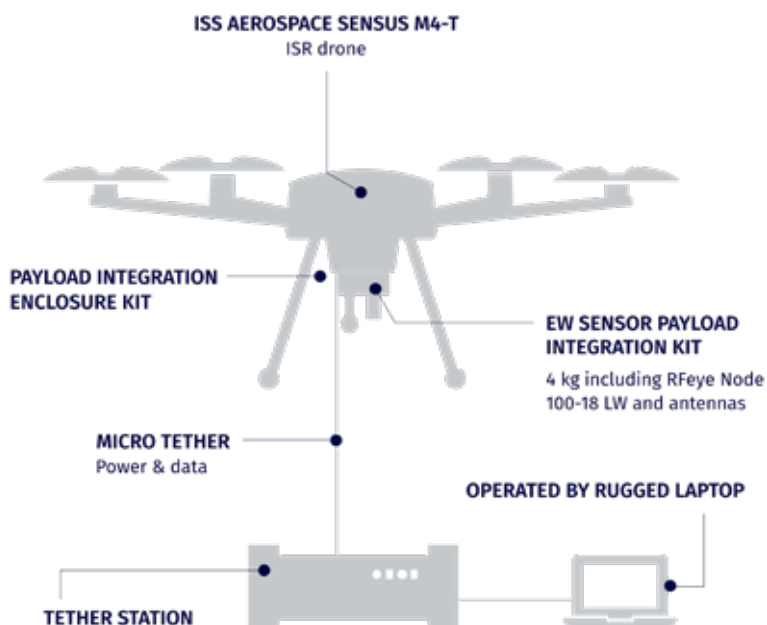 ISS AEROSPACE SENSUS M4-T
ISR drone
PAYLOAD INTEGRATION
ENCLOSURE KIT
EW SENSOR PAYLOAD
INTEGRATION KIT
4 kg including RFeye Node
100-18 LW and antennas
MICRO TETHER
Power & data
OPERATED BY RUGGED LAPTOP
TETHER STATION